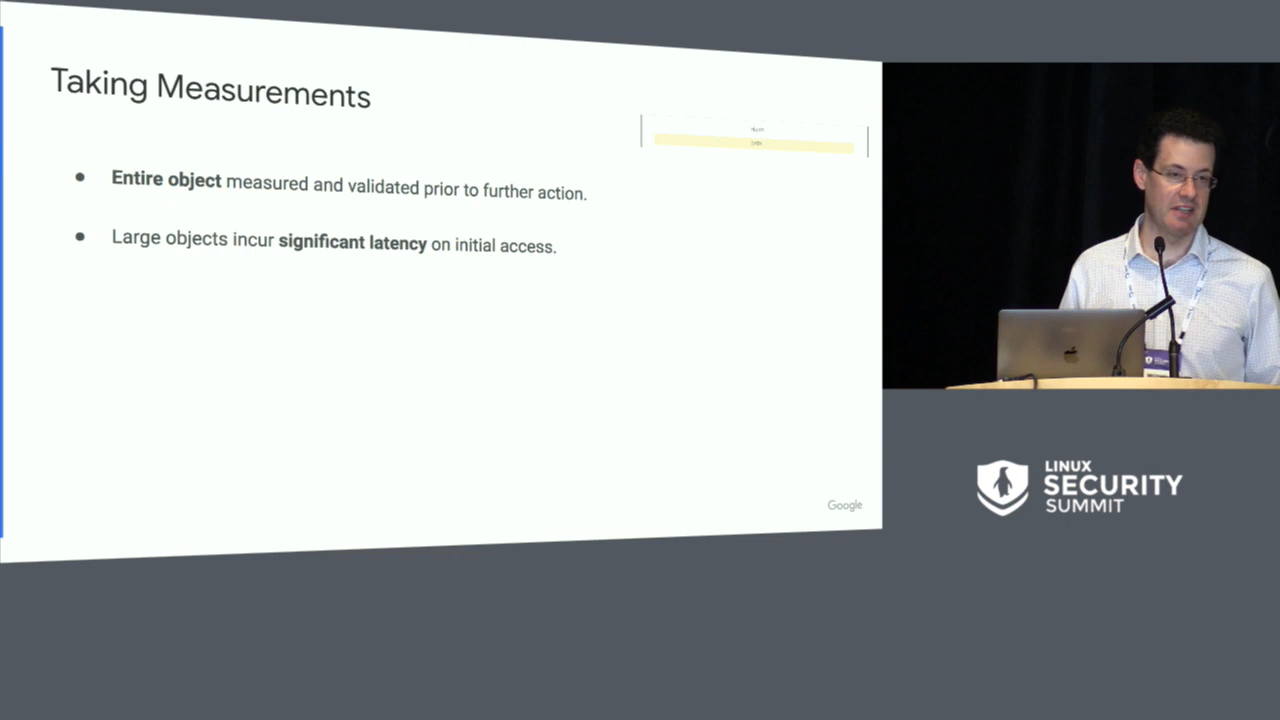 Taking Measurements
Entire object measured and validated prior to further action.
Large objects incur significant latency on initial access.
Google
LINUX
SECURITY
SUMMIT